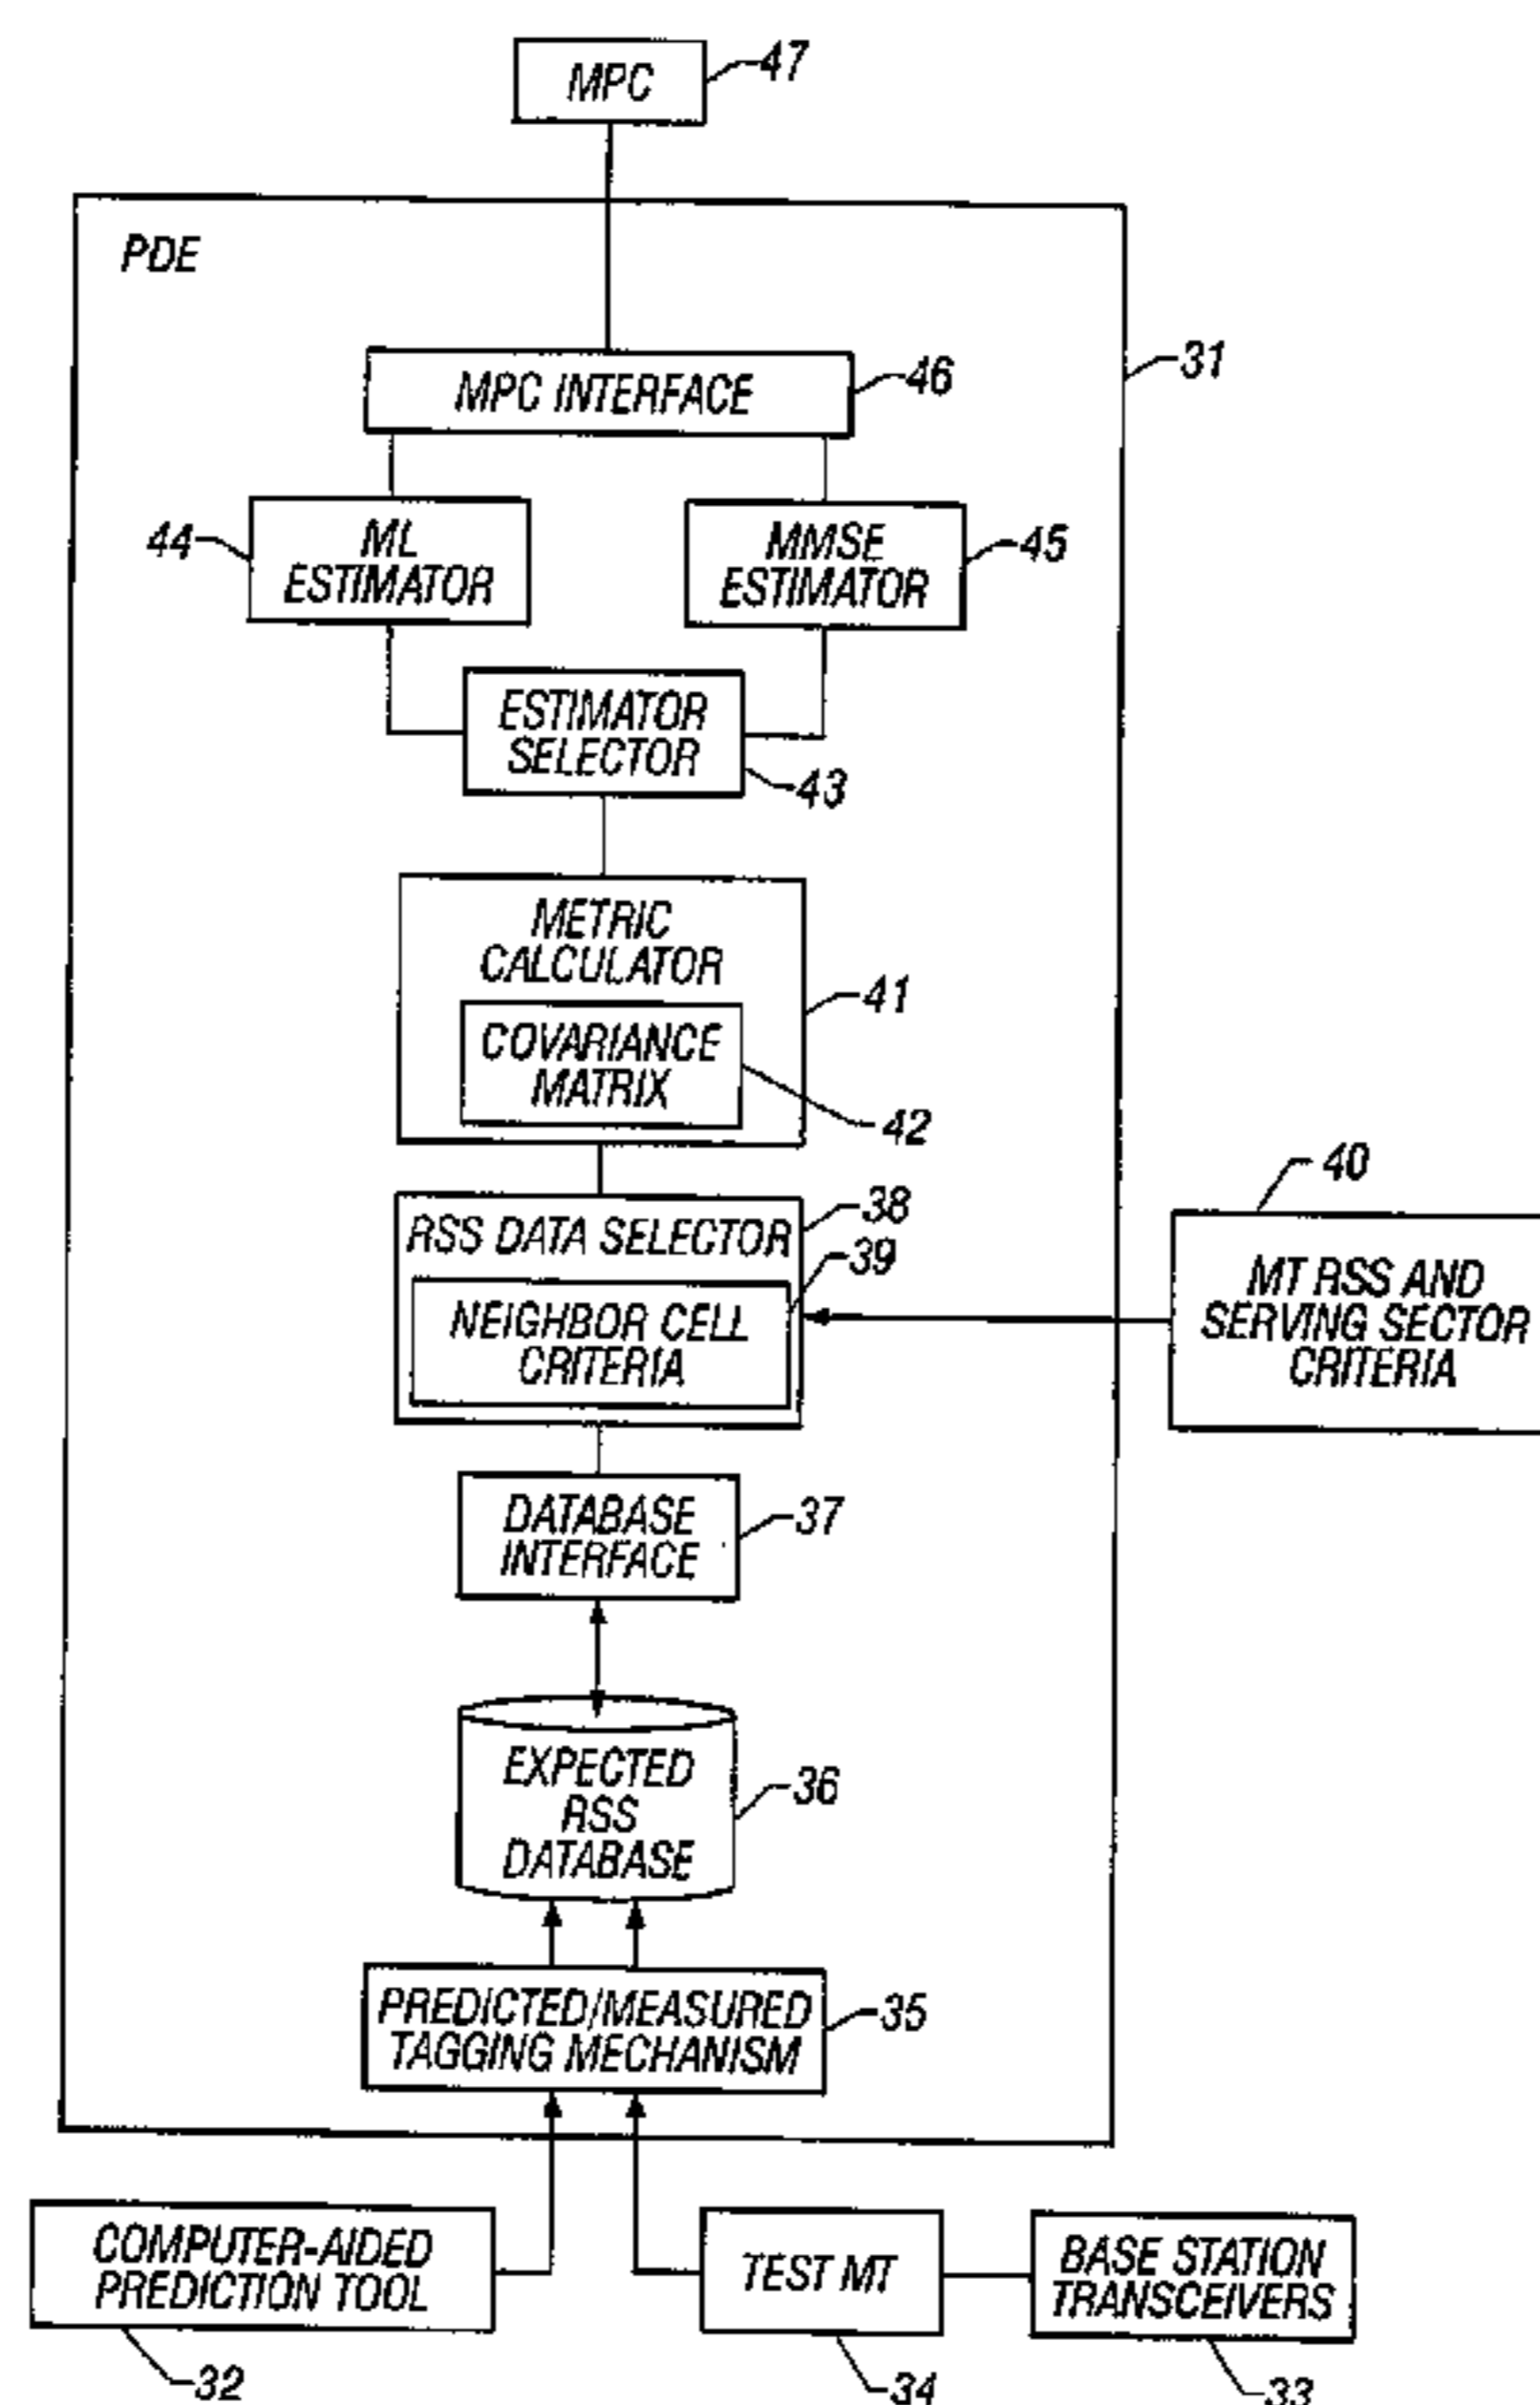 MPC
47
PDE
31
MPC INTERFACE
46
44
ML
ESTIMATOR
MMSE
ESTIMATOR
45
ESTIMATOR
SELECTOR
43
METRIC
CALCULATOR
41
COVARIANCE
MATRIX
42
40
RSS DATA SELECTOR
38
39
NEIGHBOR CELL
CRITERIA
MT RSS AND
SERVING SECTOR
CRITERIA
DATABASE
INTERFACE
37
EXPECTED
RSS
DATABASE
36
PREDICTED/MEASURED
TAGGING MECHANISM
35
COMPUTER-AIDED
PREDICTION TOOL
TEST MT
BASE STATION
TRANSCEIVERS
32
34
33